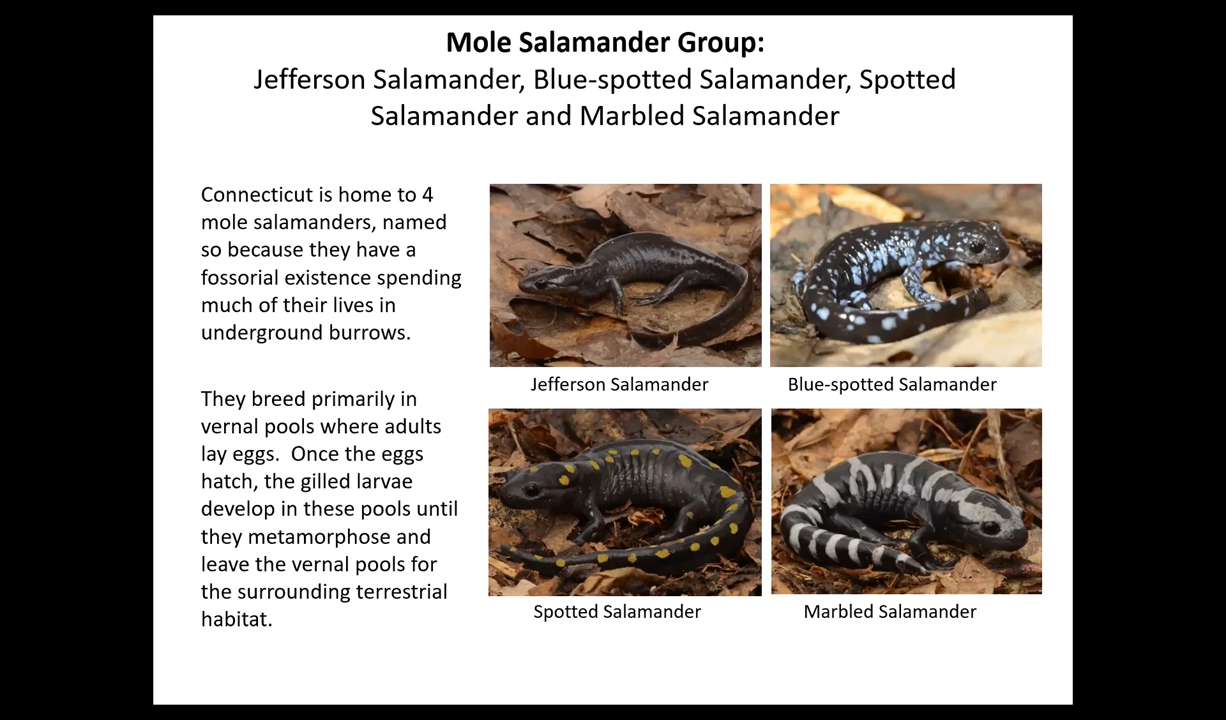 Mole Salamander Group:
Jefferson Salamander, Blue-spotted Salamander, Spotted
Salamander and Marbled Salamander
Connecticut is home to 4
mole salamanders, named
so because they have a
fossorial existence spending
much of their lives in
underground burrows.
They breed primarily in
vernal pools where adults
lay eggs.  Once the eggs
hatch, the gilled larvae
develop in these pools until
they metamorphose and
leave the vernal pools for
the surrounding terrestrial
habitat.
Jefferson Salamander
Blue-spotted Salamander
Spotted Salamander
Marbled Salamander